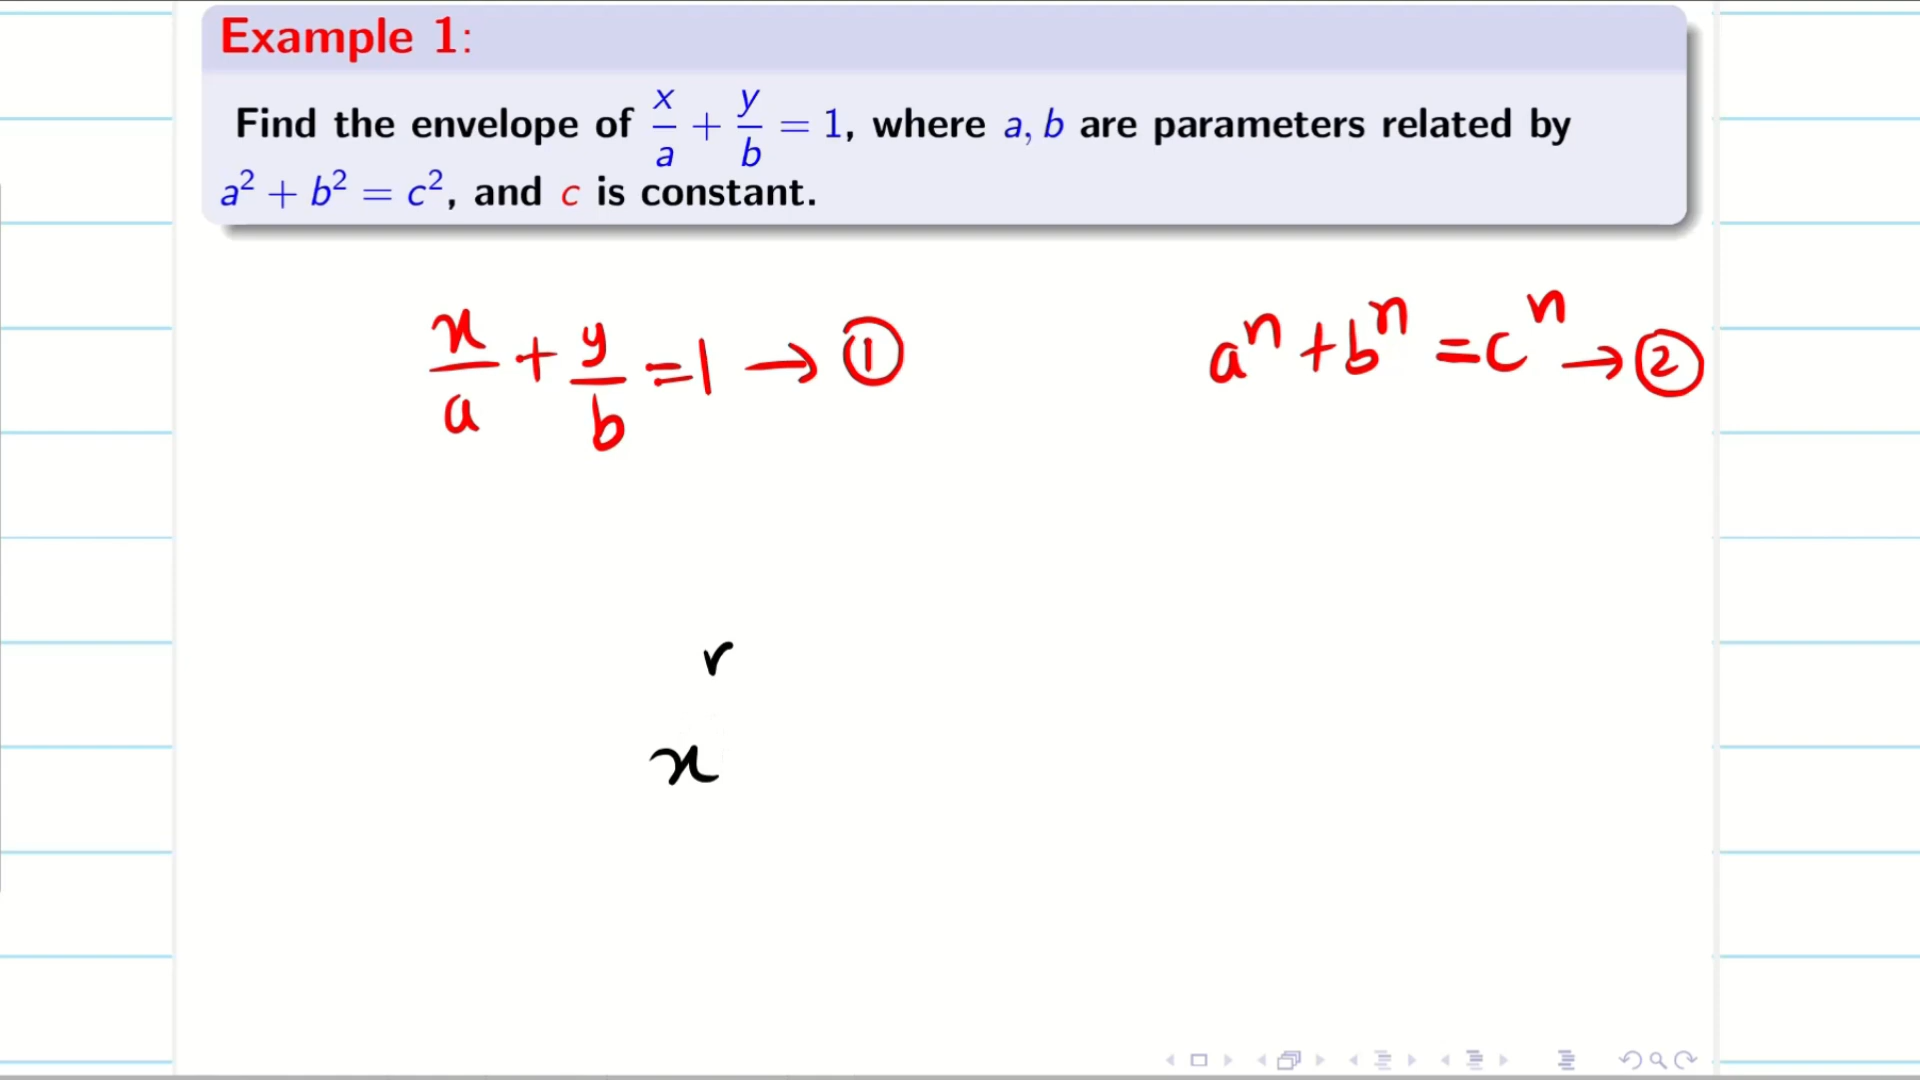 Example 1:
Find the envelope of x/a + y/b = 1, where a, b are parameters related by
a² + b² = c², and c is constant.
x/a + y/b = 1 → ①
aⁿ + bⁿ = cⁿ → ②
r
x